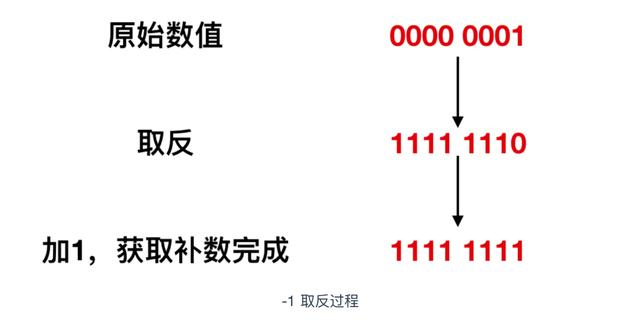 原始数值 0000 0001
取反 1111 1110
加1，获取补数完成 1111 1111
-1 取反过程